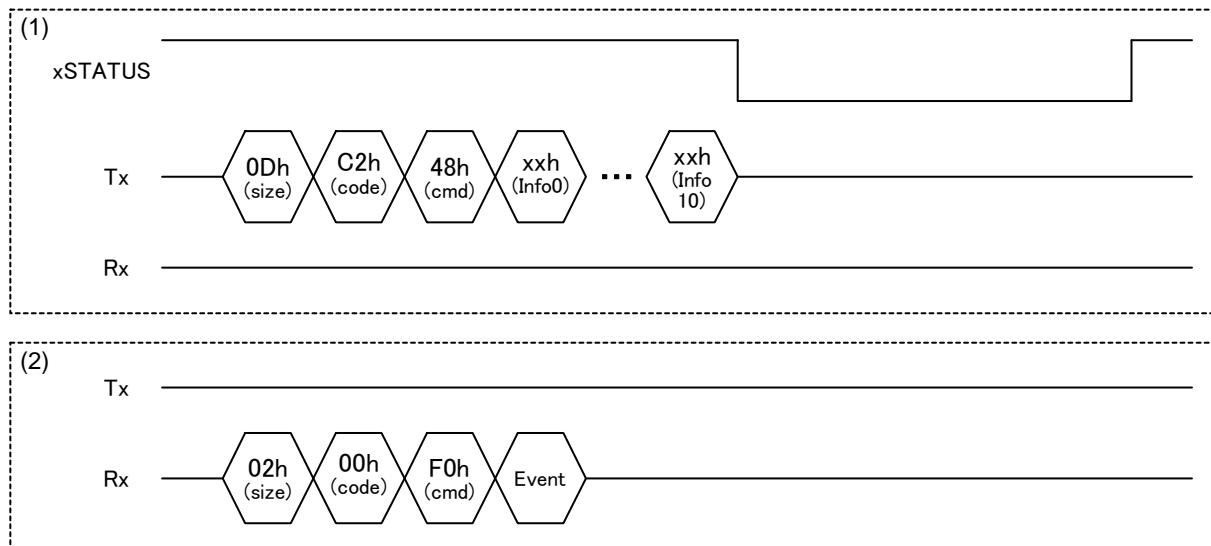 (1)
xSTATUS
Tx
0Dh
(size)
C2h
(code)
48h
(cmd)
xxh
(Info0)
•••
xxh
(Info
10)
Rx
(2)
Tx
Rx
02h
(size)
00h
(code)
F0h
(cmd)
Event